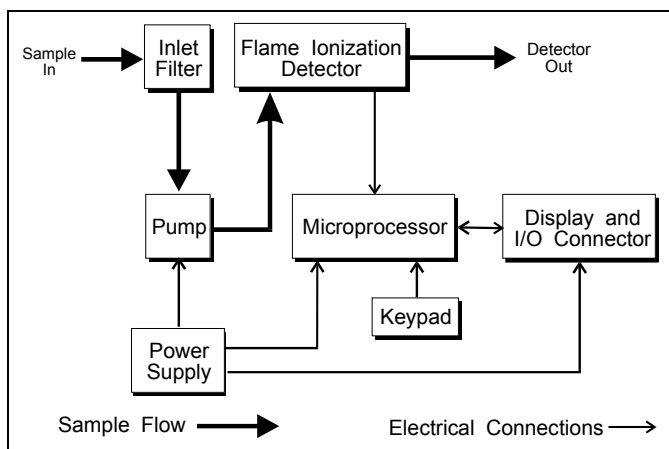 Sample
In
Inlet
Filter
Flame Ionization
Detector
Detector
Out
Pump
Microprocessor
Display and
I/O Connector
Keypad
Power
Supply
Sample Flow
Electrical Connections